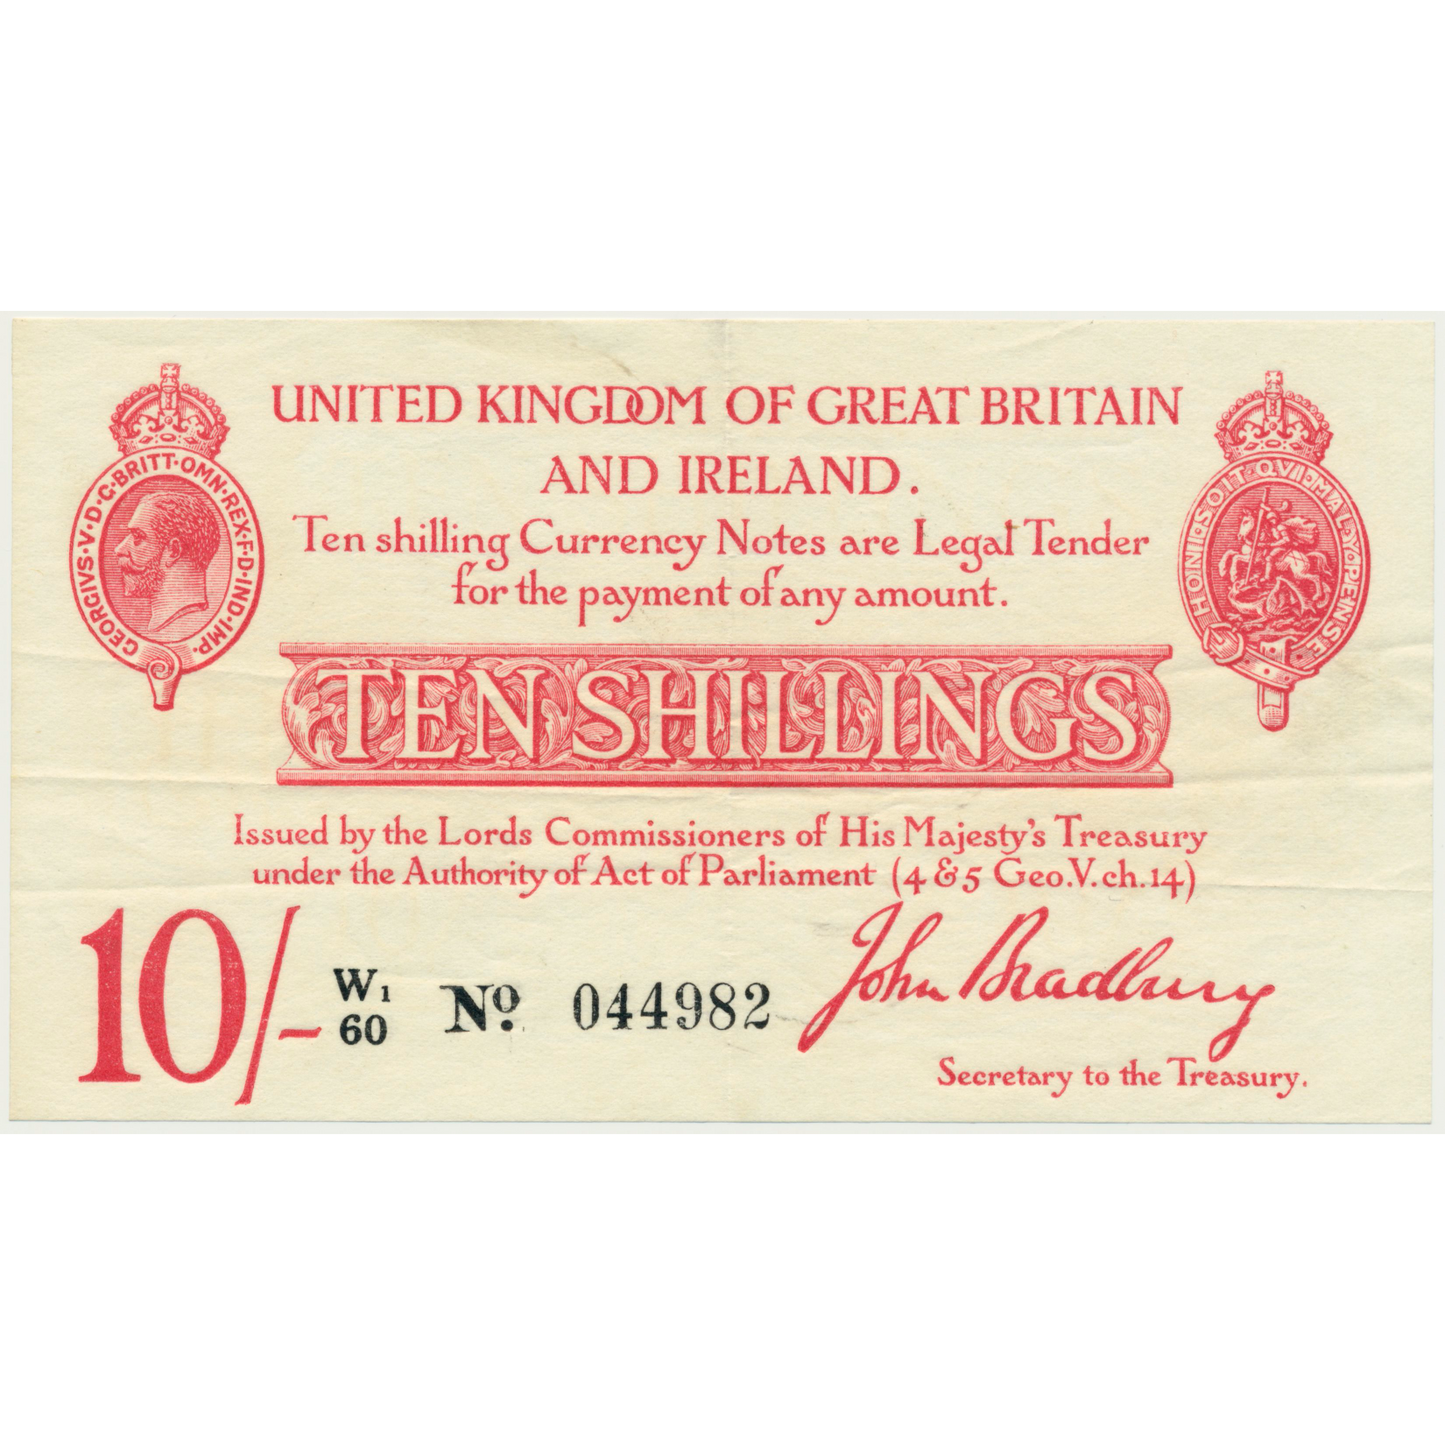 UNITED KINGDOM OF GREAT BRITAIN
AND IRELAND.
GEORGIVS·V·D·G·BRITT·OMN·REX·F·D·IND·IMP·
HONI·SOIT·QVI·MAL·Y·PENSE
Ten shilling Currency Notes are Legal Tender
for the payment of any amount.
TEN SHILLINGS
Issued by the Lords Commissioners of His Majesty's Treasury
under the Authority of Act of Parliament (4 & 5 Geo.V.ch.14)
10/-
W1
60
Nº. 044982
John Bradbury
Secretary to the Treasury.